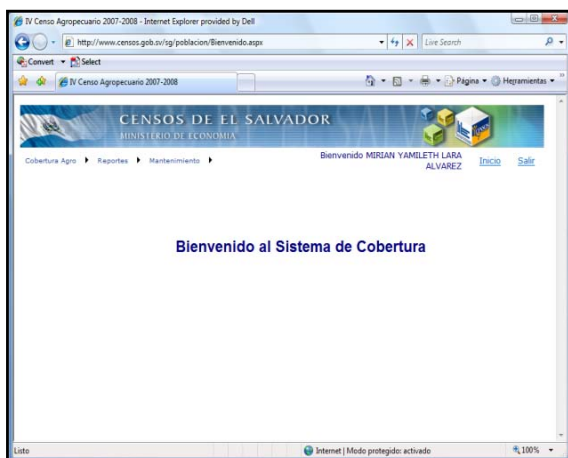 IV Censo Agropecuario 2007-2008 - Internet Explorer provided by Dell
http://www.censos.gob.sv/sg/poblacion/Bienvenido.aspx
Live Search
Convert Select
IV Censo Agropecuario 2007-2008
Página Herramientas
CENSOS DE EL SALVADOR
MINISTERIO DE ECONOMIA
Cobertura Agro Reportes Mantenimiento
Bienvenido MIRIAN YAMILETH LARA
ALVAREZ
Inicio Salir
Bienvenido al Sistema de Cobertura
Listo Internet | Modo protegido: activado 100%